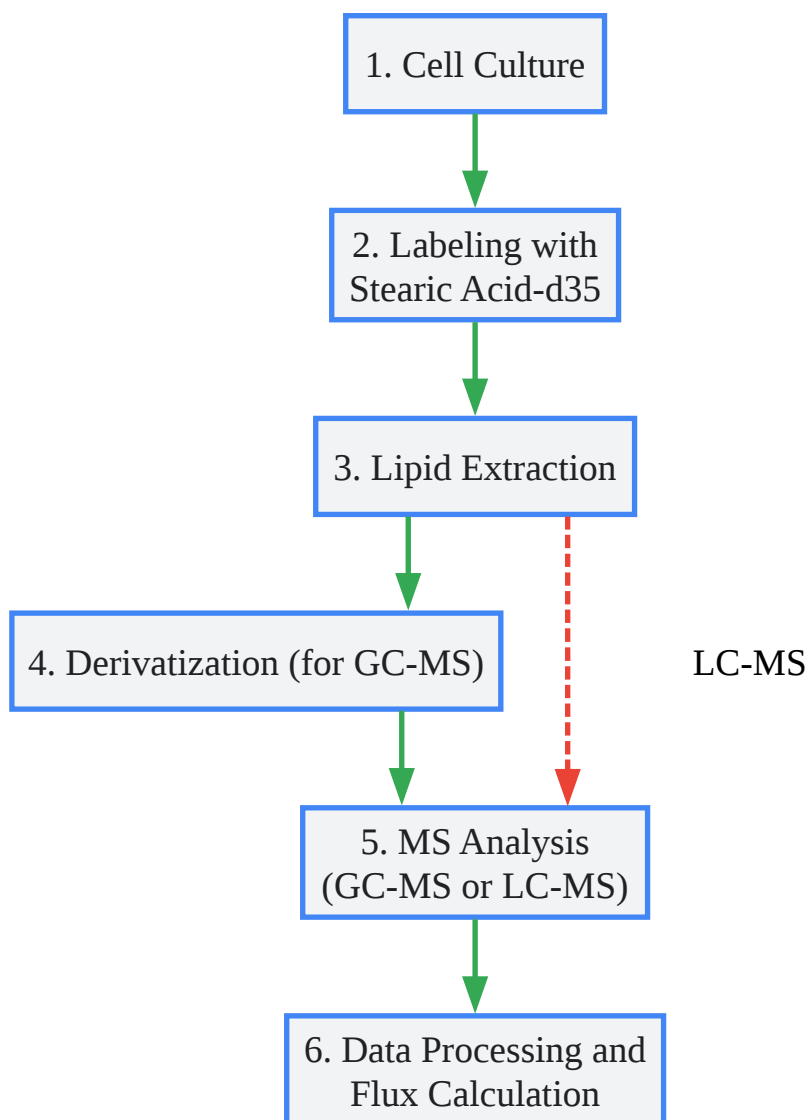 1. Cell Culture
2. Labeling with
Stearic Acid-d35
3. Lipid Extraction
4. Derivatization (for GC-MS)
LC-MS
5. MS Analysis
(GC-MS or LC-MS)
6. Data Processing and
Flux Calculation